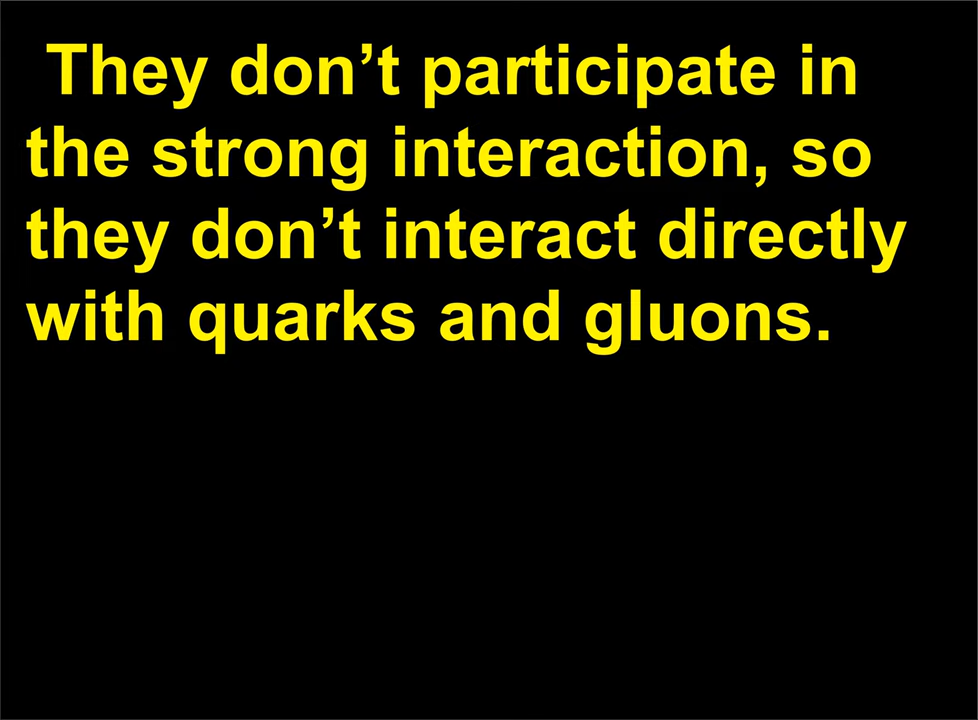 They don’t participate in
the strong interaction, so
they don’t interact directly
with quarks and gluons.